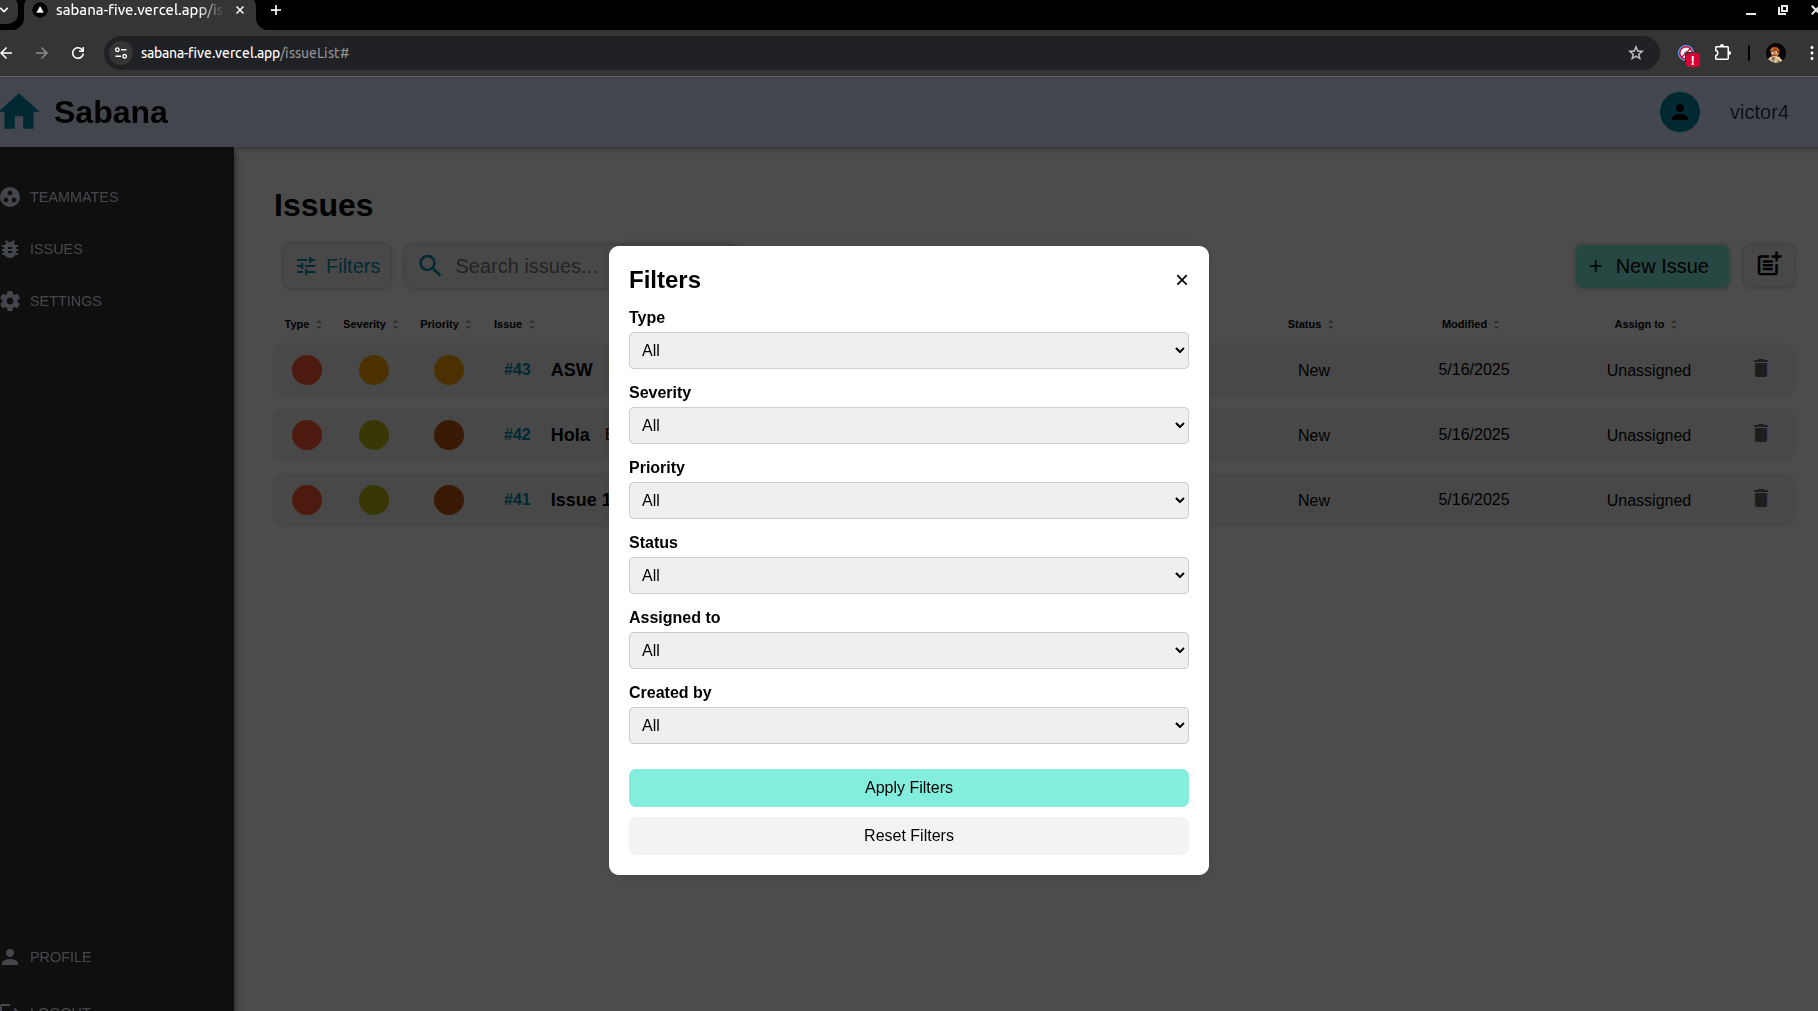 sabana-five.vercel.app/is
sabana-five.vercel.app/issueList#
Sabana
victor4
TEAMMATES
ISSUES
SETTINGS
PROFILE
LOGOUT
Issues
Filters
Search issues...
+ New Issue
Type Severity Priority Issue Status Modified Assign to
#43 ASW New 5/16/2025 Unassigned
#42 Hola New 5/16/2025 Unassigned
#41 Issue 1 New 5/16/2025 Unassigned
Filters
Type
All
Severity
All
Priority
All
Status
All
Assigned to
All
Created by
All
Apply Filters
Reset Filters